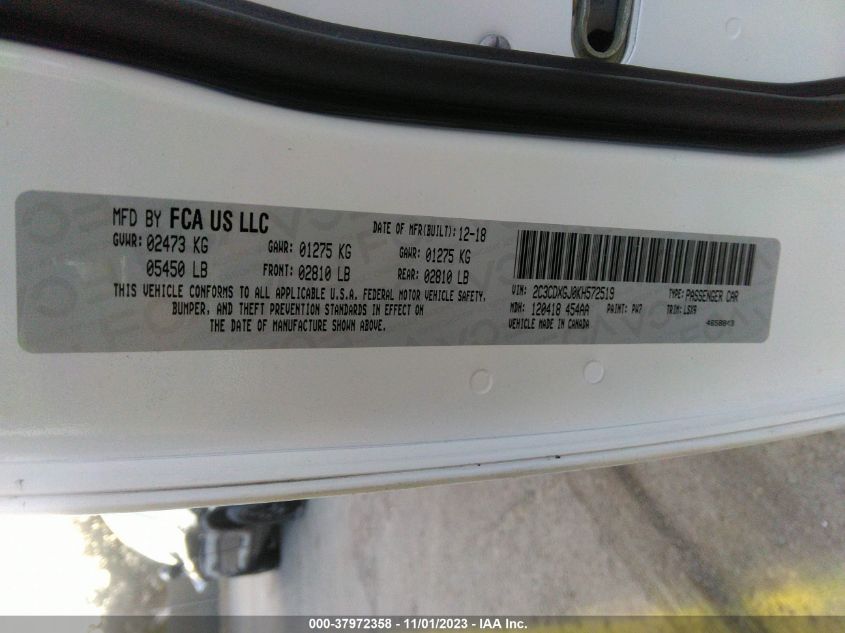 MFD BY FCA US LLC
DATE OF MFR(BUILT): 12-18
GVWR: 02473 KG
GAWR: 01275 KG
GAWR: 01275 KG
05450 LB
FRONT: 02810 LB
REAR: 02810 LB
THIS VEHICLE CONFORMS TO ALL APPLICABLE U.S.A. FEDERAL MOTOR VEHICLE SAFETY,
BUMPER, AND THEFT PREVENTION STANDARDS IN EFFECT ON
THE DATE OF MANUFACTURE SHOWN ABOVE.
VIN: 2C3CDXGJ0KH572519
TYPE: PASSENGER CAR
MDH: 120418 454AA
PAINT: PW7
TRIM: LSX9
VEHICLE MADE IN CANADA
000-37972358 - 11/01/2023 - IAA Inc.